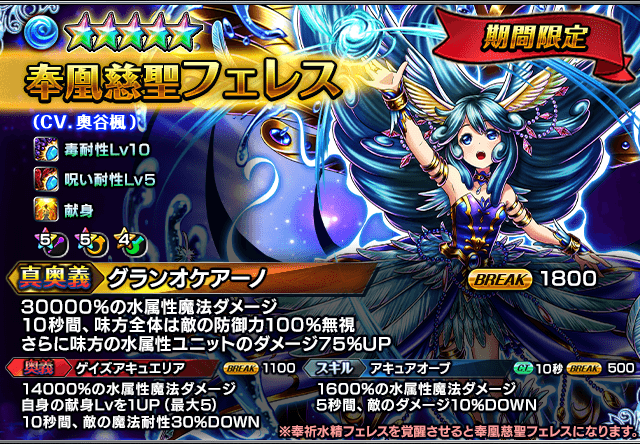 期間限定
奉凰慈聖フェレス
(CV.奥谷楓)
毒耐性Lv10
呪い耐性Lv5
献身
5 5 4
真奥義 グランオケアーノ BREAK 1800
30000%の水属性魔法ダメージ
10秒間、味方全体は敵の防御力100%無視
さらに味方の水属性ユニットのダメージ75%UP
奥義 ゲイズアキュエリア BREAK 1100
14000%の水属性魔法ダメージ
自身の献身Lvを1UP(最大5)
10秒間、敵の魔法耐性30%DOWN
スキル アキュアオーブ CT 10秒 BREAK 500
1600%の水属性魔法ダメージ
5秒間、敵のダメージ10%DOWN
※奉祈水精フェレスを覚醒させると奉凰慈聖フェレスになります。